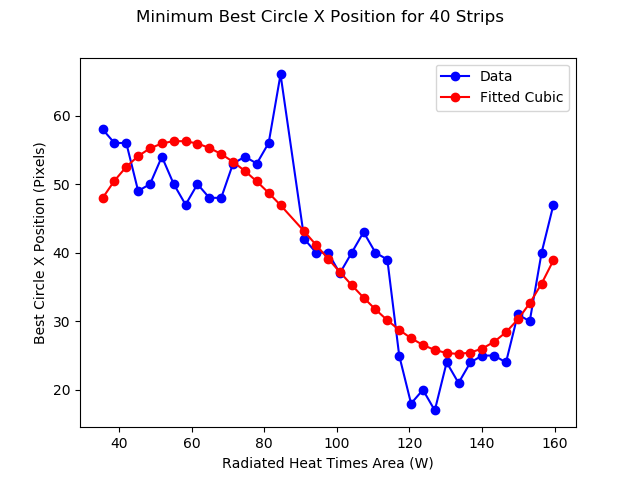 Minimum Best Circle X Position for 40 Strips
Data
Fitted Cubic
Best Circle X Position (Pixels)
60
50
40
30
20
40 60 80 100 120 140 160
Radiated Heat Times Area (W)